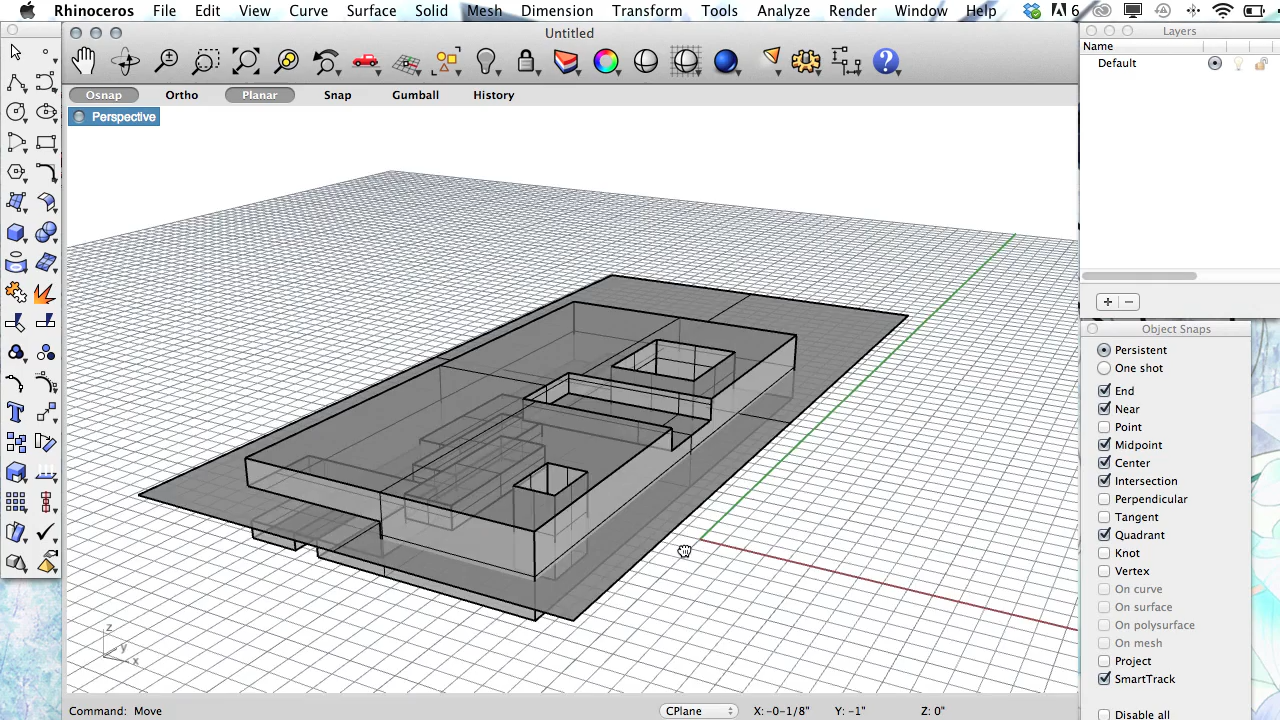 Rhinoceros File Edit View Curve Surface Solid Mesh Dimension Transform Tools Analyze Render Window Help 6
Untitled
Layers
Osnap Ortho Planar Snap Gumball History
Name
Default
Perspective
Object Snaps
Persistent
One shot
End
Near
Point
Midpoint
Center
Intersection
Perpendicular
Tangent
Quadrant
Knot
Vertex
On curve
On surface
On polysurface
On mesh
Project
SmartTrack
Disable all
z
y
x
Command: Move CPlane X: -0-1/8" Y: -1" Z: 0"